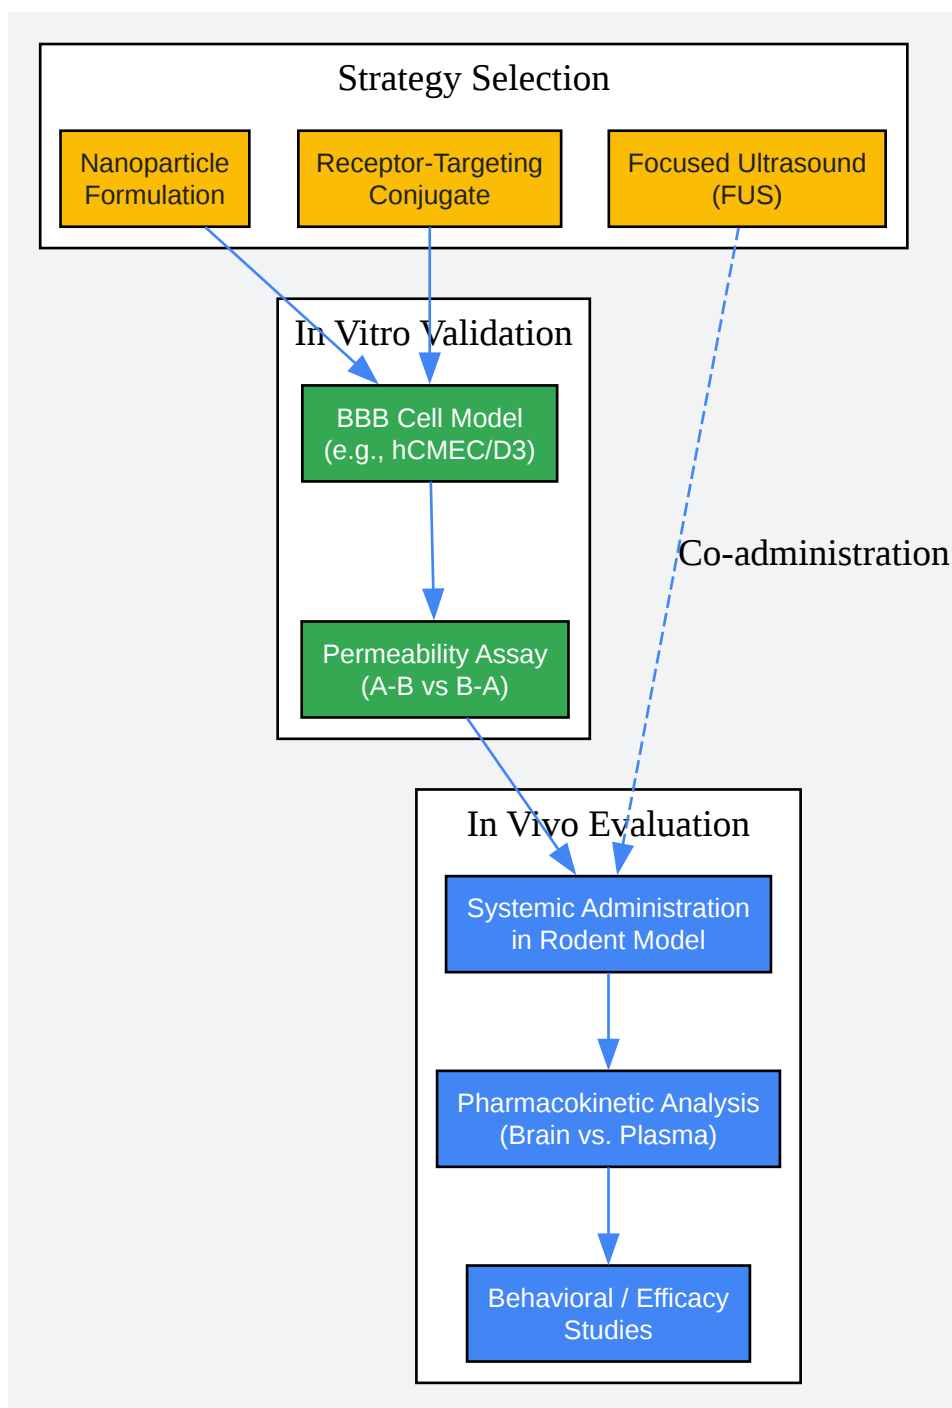 Strategy Selection
Nanoparticle
Formulation
Receptor-Targeting
Conjugate
Focused Ultrasound
(FUS)
In Vitro Validation
BBB Cell Model
(e.g., hCMEC/D3)
Co-administration
Permeability Assay
(A-B vs B-A)
In Vivo Evaluation
Systemic Administration
in Rodent Model
Pharmacokinetic Analysis
(Brain vs. Plasma)
Behavioral / Efficacy
Studies